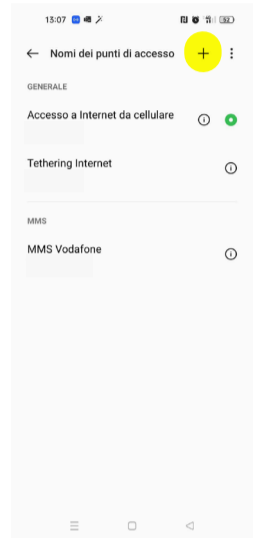 13:07
Nomi dei punti di accesso
GENERALE
Accesso a Internet da cellulare
Tethering Internet
MMS
MMS Vodafone